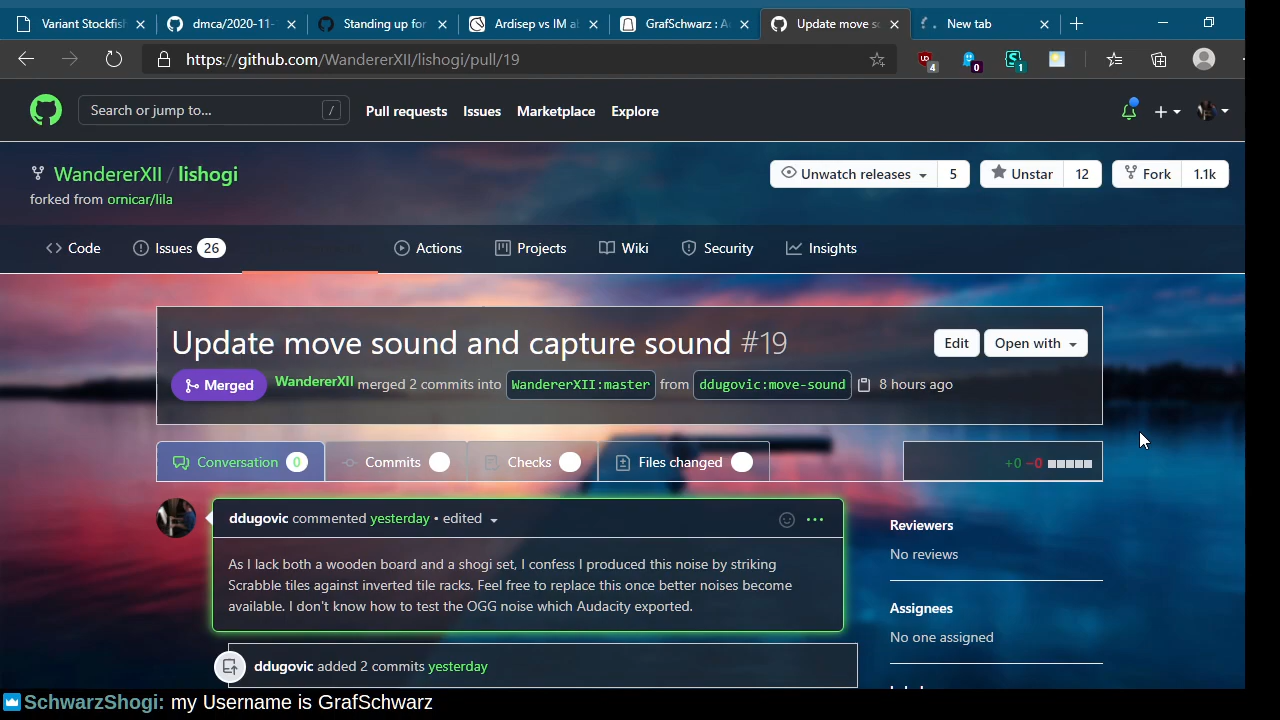 Variant Stockfish
dmca/2020-11-
Standing up for
Ardisep vs IM al
GrafSchwarz : A
Update move so
New tab
https://github.com/WandererXII/lishogi/pull/19
4
0
1
Search or jump to...
/
Pull requests
Issues
Marketplace
Explore
WandererXII / lishogi
Unwatch releases
5
Unstar
12
Fork
1.1k
forked from ornicar/lila
Code
Issues 26
Actions
Projects
Wiki
Security
Insights
Update move sound and capture sound #19
Edit
Open with
Merged
WandererXII merged 2 commits into WandererXII:master from ddugovic:move-sound 8 hours ago
Conversation 0
Commits
Checks
Files changed
+0 −0
ddugovic commented yesterday • edited
As I lack both a wooden board and a shogi set, I confess I produced this noise by striking
Scrabble tiles against inverted tile racks. Feel free to replace this once better noises become
available. I don't know how to test the OGG noise which Audacity exported.
Reviewers
No reviews
Assignees
No one assigned
ddugovic added 2 commits yesterday
SchwarzShogi: my Username is GrafSchwarz